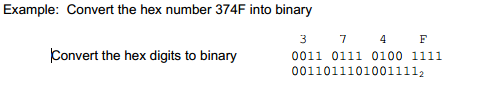 Example: Convert the hex number 374F into binary
3 7 4 F
Convert the hex digits to binary 0011 0111 0100 1111
0011011101001111₂